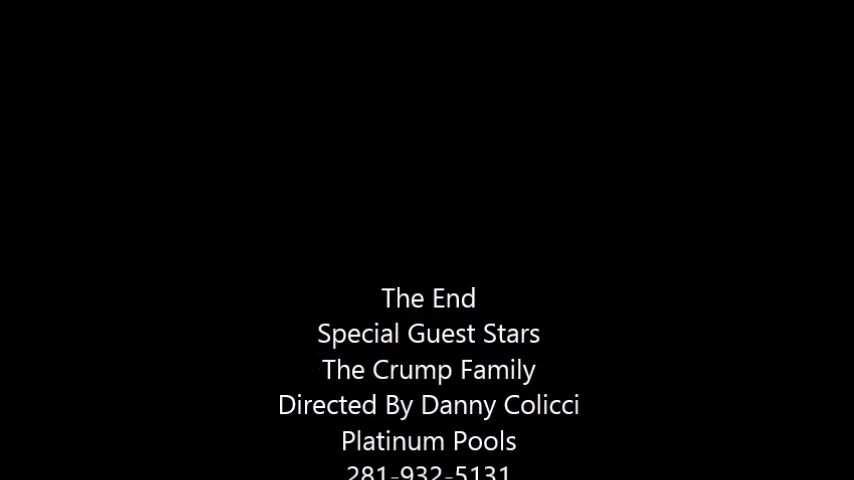 The End
Special Guest Stars
The Crump Family
Directed By Danny Colicci
Platinum Pools
281-932-5131